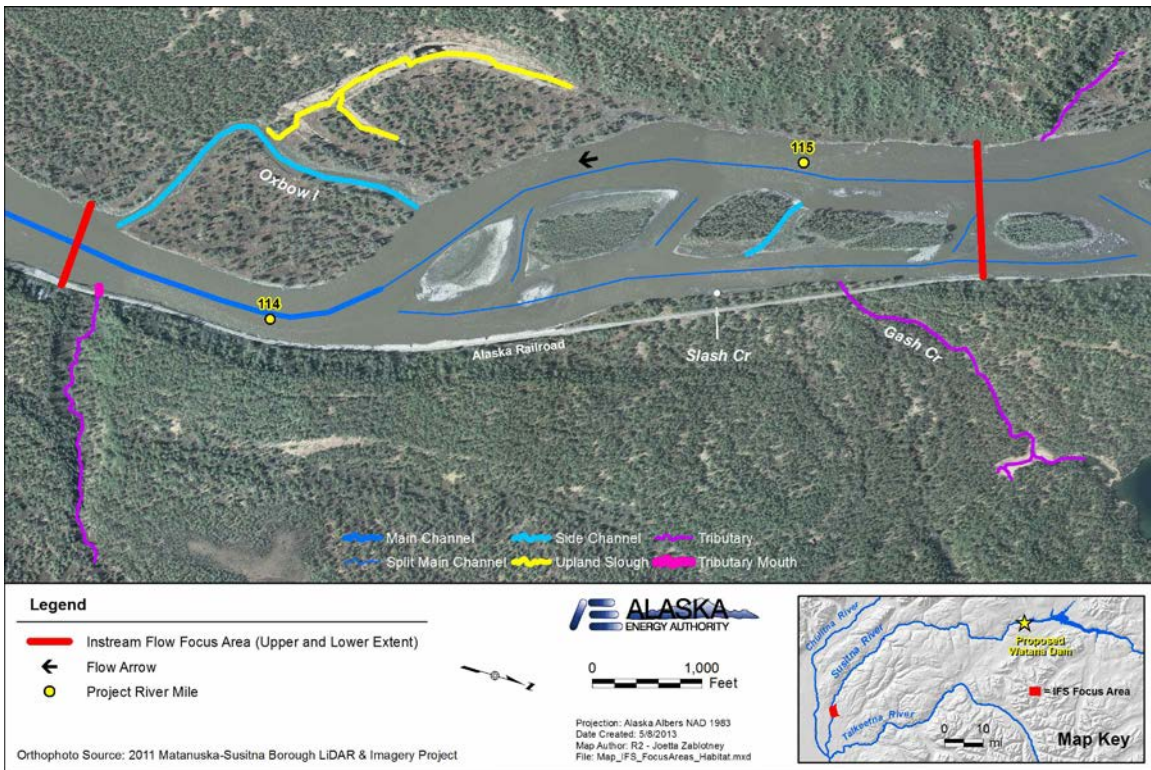 115
Oxbow I
114
Alaska Railroad
Slash Cr
Gash Cr
Main Channel
Side Channel
Tributary
Split Main Channel
Upland Slough
Tributary Mouth
Legend
Instream Flow Focus Area (Upper and Lower Extent)
Flow Arrow
Project River Mile
Orthophoto Source: 2011 Matanuska-Susitna Borough LiDAR & Imagery Project
N
ALASKA
ENERGY AUTHORITY
0 1,000
Feet
Projection: Alaska Albers NAD 1983
Date Created: 5/8/2013
Map Author: R2 - Joetta Zablotney
File: Map_IFS_FocusAreas_Habitat.mxd
Chulitna River
Susitna River
Proposed
Watana Dam
= IFS Focus Area
Talkeetna River
0 10
mi
Map Key